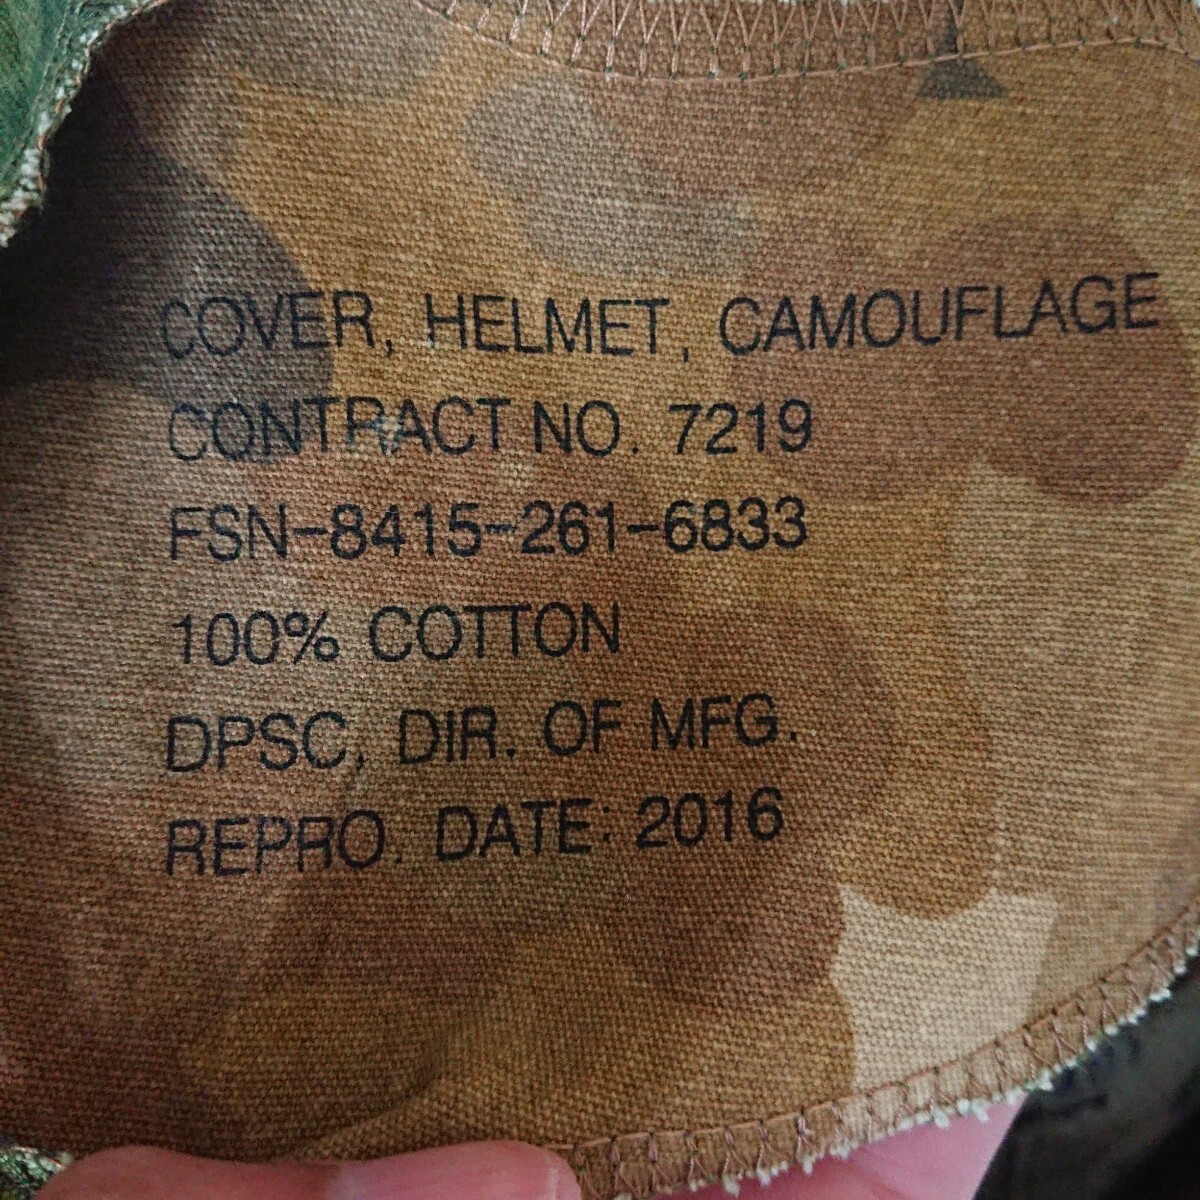 COVER, HELMET, CAMOUFLAGE
CONTRACT NO. 7219
FSN-8415-261-6833
100% COTTON
DPSC, DIR. OF MFG.
REPRO. DATE: 2016